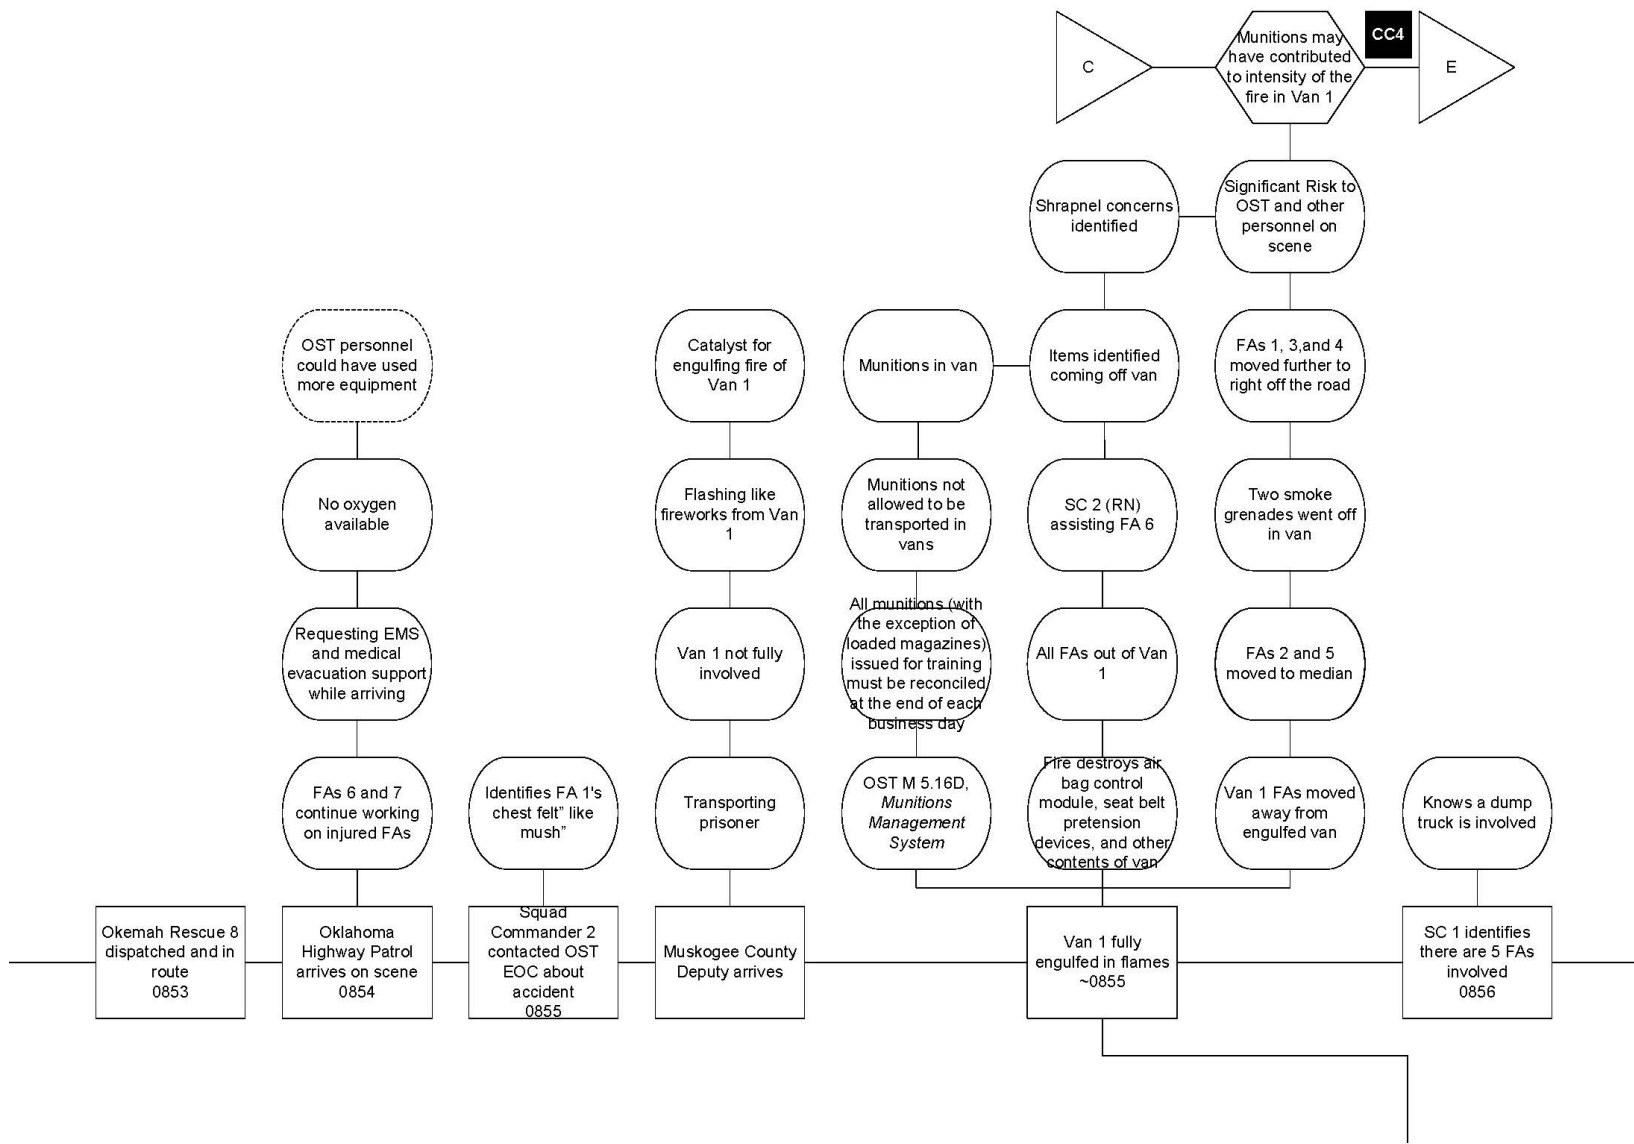 C
Munitions may
have contributed
to intensity of the
fire in Van 1
CC4
E
Shrapnel concerns
identified
Significant Risk to
OST and other
personnel on
scene
OST personnel
could have used
more equipment
Catalyst for
engulfing fire of
Van 1
Munitions in van
Items identified
coming off van
FAs 1, 3,and 4
moved further to
right off the road
No oxygen
available
Flashing like
fireworks from Van
1
Munitions not
allowed to be
transported in
vans
SC 2 (RN)
assisting FA 6
Two smoke
grenades went off
in van
Requesting EMS
and medical
evacuation support
while arriving
Van 1 not fully
involved
All munitions (with
the exception of
loaded magazines)
issued for training
must be reconciled
at the end of each
business day
All FAs out of Van
1
FAs 2 and 5
moved to median
FAs 6 and 7
continue working
on injured FAs
Identifies FA 1's
chest felt” like
mush”
Transporting
prisoner
OST M 5.16D,
Munitions
Management
System
Fire destroys air
bag control
module, seat belt
pretension
devices, and other
contents of van
Van 1 FAs moved
away from
engulfed van
Knows a dump
truck is involved
Okemah Rescue 8
dispatched and in
route
0853
Oklahoma
Highway Patrol
arrives on scene
0854
Squad
Commander 2
contacted OST
EOC about
accident
0855
Muskogee County
Deputy arrives
Van 1 fully
engulfed in flames
~0855
SC 1 identifies
there are 5 FAs
involved
0856